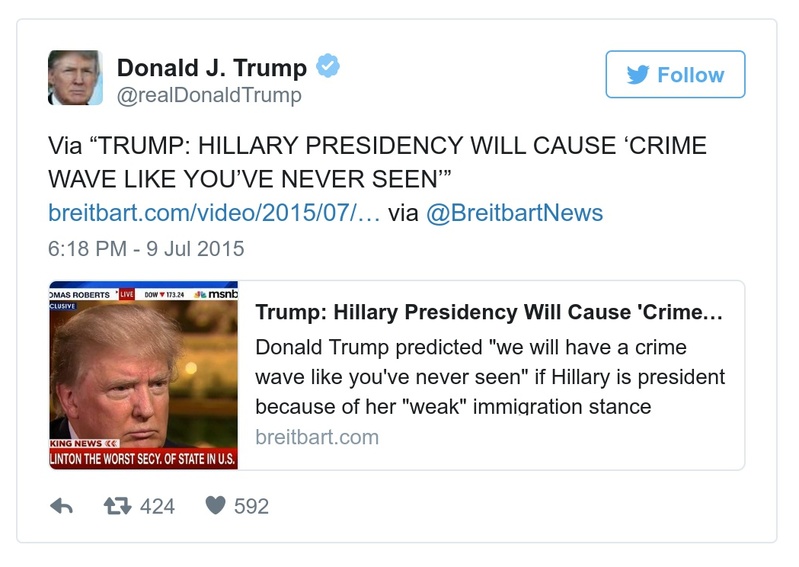 Donald J. Trump
@realDonaldTrump
Follow
Via “TRUMP: HILLARY PRESIDENCY WILL CAUSE ‘CRIME
WAVE LIKE YOU’VE NEVER SEEN’”
breitbart.com/video/2015/07/… via @BreitbartNews
6:18 PM - 9 Jul 2015
OMAS ROBERTS LIVE DOW ▼ 173.24 msnb
CLUSIVE
KING NEWS
LINTON THE WORST SECY. OF STATE IN U.S.
Trump: Hillary Presidency Will Cause 'Crime…
Donald Trump predicted "we will have a crime
wave like you've never seen" if Hillary is president
because of her "weak" immigration stance
breitbart.com
424 592